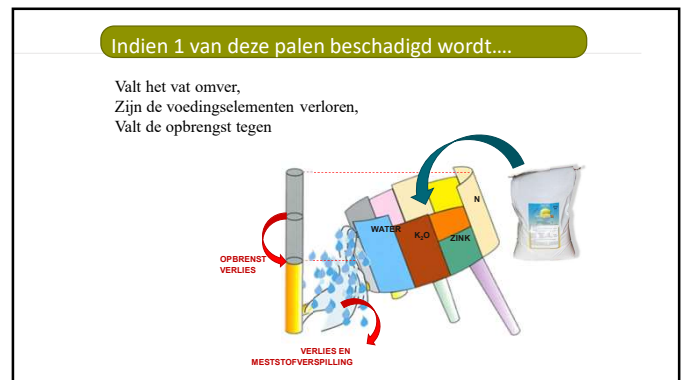 Indien 1 van deze palen beschadigd wordt....
Valt het vat omver,
Zijn de voedingselementen verloren,
Valt de opbrengst tegen
N
WATER
K₂O
ZINK
OPBRENST
VERLIES
VERLIES EN
MESTSTOFVERSPILLING